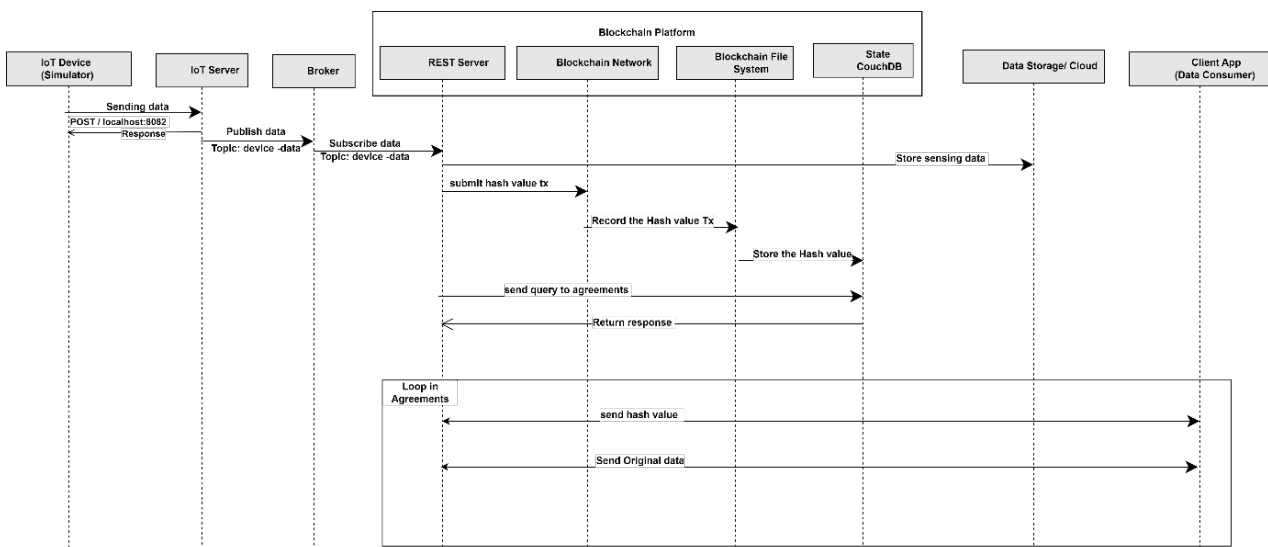 Blockchain Platform
IoT Device
(Simulator)
IoT Server
Broker
REST Server
Blockchain Network
Blockchain File
System
State
CouchDB
Data Storage/ Cloud
Client App
(Data Consumer)
Sending data
POST / localhost:8082
Response
Publish data
Topic: device -data
Subscribe data
Topic: device -data
Store sensing data
submit hash value tx
Record the Hash value Tx
Store the Hash value
send query to agreements
Return response
Loop in
Agreements
send hash value
Send Original data